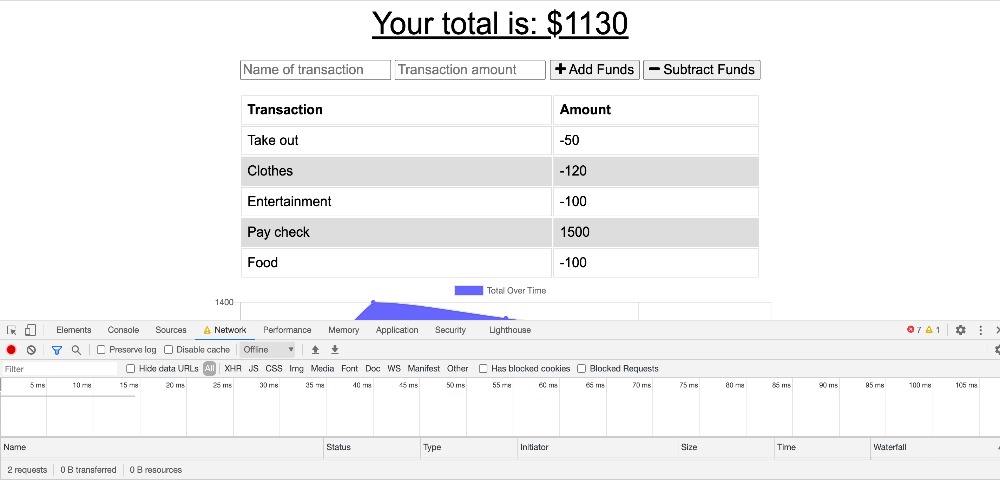 Your total is: $1130
Name of transaction Transaction amount + Add Funds − Subtract Funds
Transaction Amount
Take out -50
Clothes -120
Entertainment -100
Pay check 1500
Food -100
Total Over Time
1400
Elements Console Sources Network Performance Memory Application Security Lighthouse 7 1
Preserve log Disable cache Offline
Filter Hide data URLs All XHR JS CSS Img Media Font Doc WS Manifest Other Has blocked cookies Blocked Requests
5 ms 10 ms 15 ms 20 ms 25 ms 30 ms 35 ms 40 ms 45 ms 50 ms 55 ms 60 ms 65 ms 70 ms 75 ms 80 ms 85 ms 90 ms 95 ms 100 ms 105 ms
Name Status Type Initiator Size Time Waterfall
2 requests 0 B transferred 0 B resources